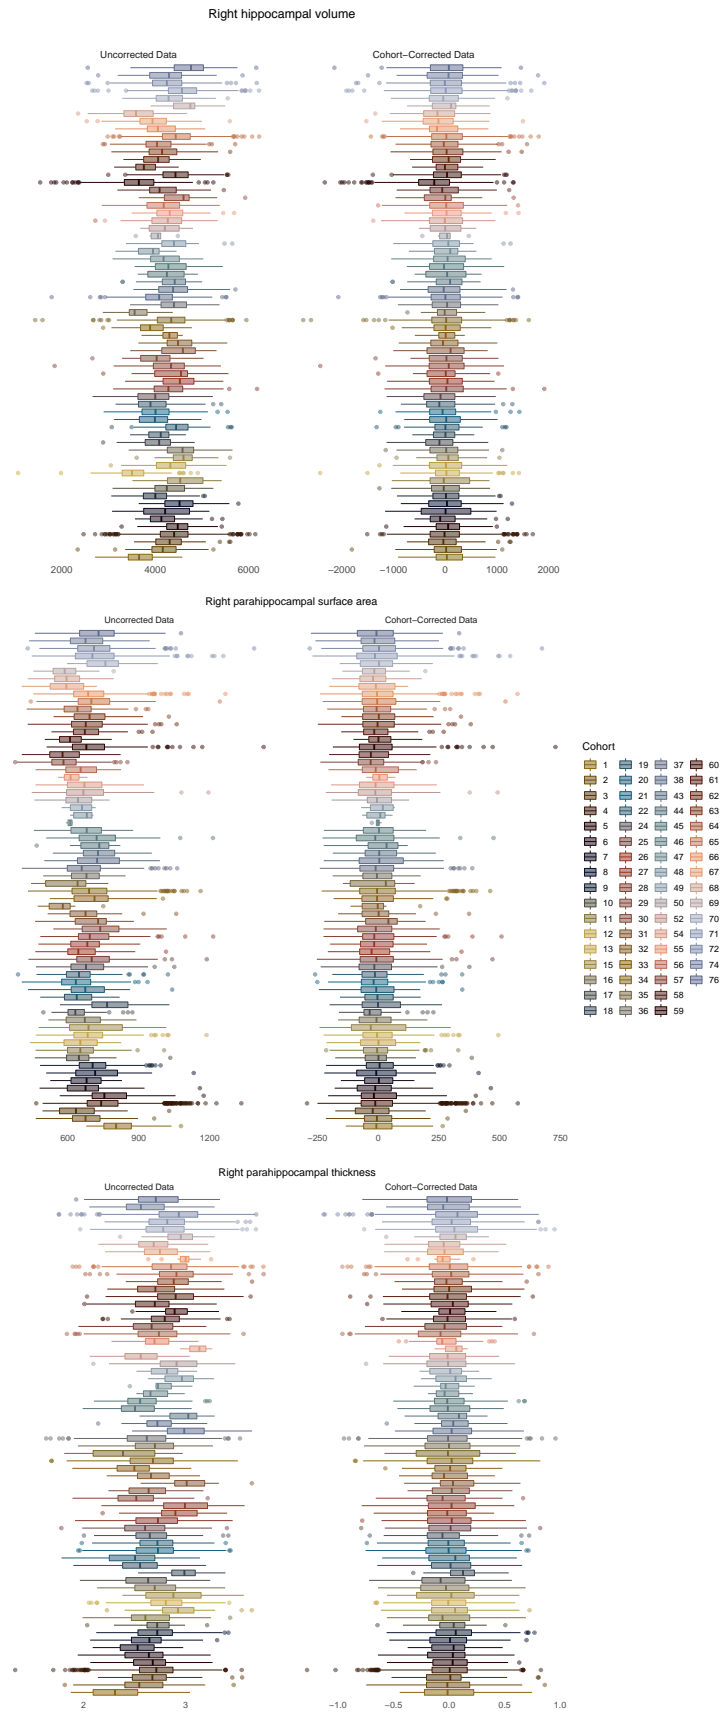 Right hippocampal volume
Uncorrected Data
Cohort−Corrected Data
2000 4000 6000
−2000 −1000 0 1000 2000
Right parahippocampal surface area
Uncorrected Data
Cohort−Corrected Data
600 900 1200
−250 0 250 500 750
Cohort
1 19 37 60
2 20 38 61
3 21 43 62
4 22 44 63
5 24 45 64
6 25 46 65
7 26 47 66
8 27 48 67
9 28 49 68
10 29 50 69
11 30 52 70
12 31 54 71
13 32 55 72
15 33 56 74
16 34 57 76
17 35 58
18 36 59
Right parahippocampal thickness
Uncorrected Data
Cohort−Corrected Data
2 3
−1.0 −0.5 0.0 0.5 1.0